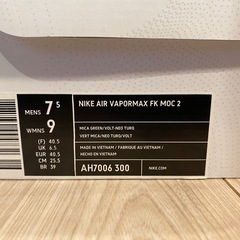 MENS 7.5
WMNS 9
(F) 40.5
UK 6.5
EUR 40.5
CM 25.5
BR 39
NIKE AIR VAPORMAX FK MOC 2
MICA GREEN/VOLT-NEO TURQ
VERT MICA/NEO TURQ/VOLT
MADE IN VIETNAM / FABRIQUÉ AU VIETNAM /
HECHO EN VIETNAM
AH7006 300
NIKE.COM